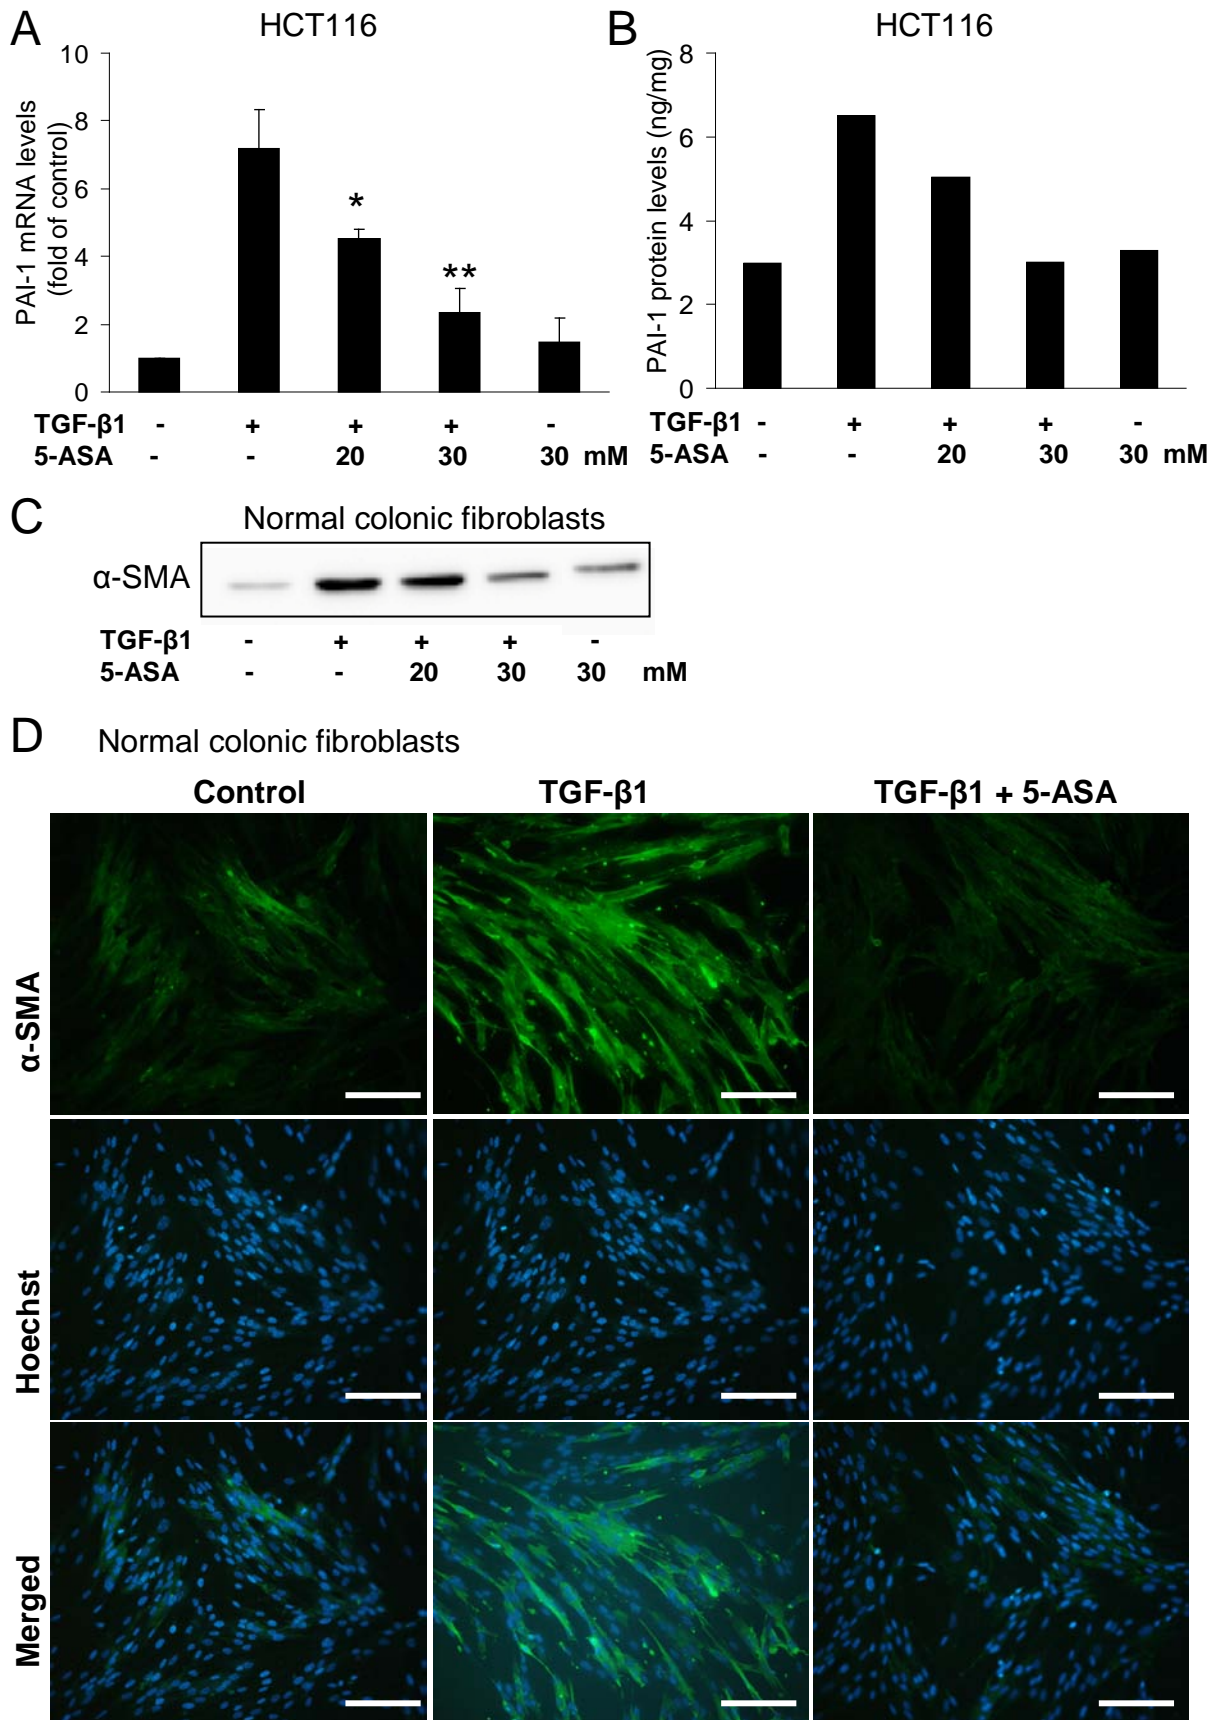 A
HCT116
PAI-1 mRNA levels
(fold of control)
10
8
6
4
2
0
*
**
TGF-β1 - + + + -
5-ASA - - 20 30 30 mM
B
HCT116
PAI-1 protein levels (ng/mg)
8
6
4
2
0
TGF-β1 - + + + -
5-ASA - - 20 30 30 mM
C
Normal colonic fibroblasts
α-SMA
TGF-β1 - + + + -
5-ASA - - 20 30 30 mM
D
Normal colonic fibroblasts
Control TGF-β1 TGF-β1 + 5-ASA
α-SMA
Hoechst
Merged